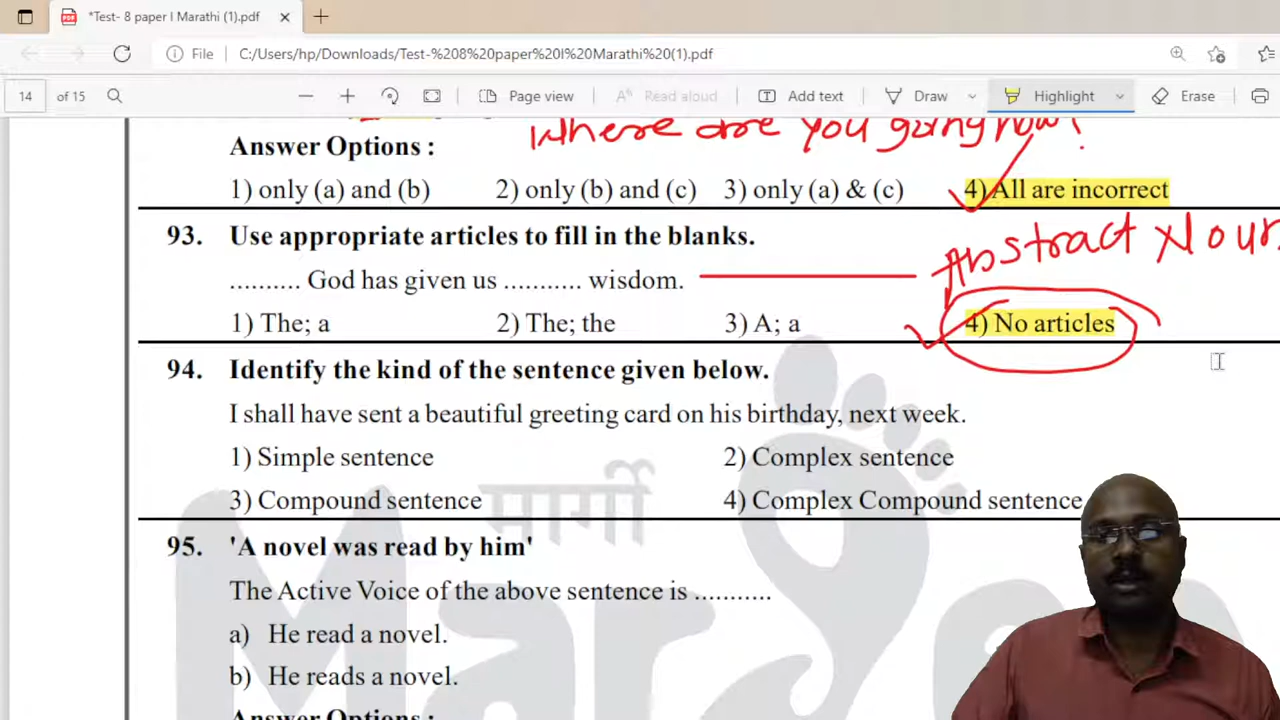 *Test- 8 paper I Marathi (1).pdf
File C:/Users/hp/Downloads/Test-%208%20paper%20I%20Marathi%20(1).pdf
14 of 15 Page view Read aloud Add text Draw Highlight Erase
Where are you going now?
Answer Options :
1) only (a) and (b) 2) only (b) and (c) 3) only (a) & (c) 4) All are incorrect
93. Use appropriate articles to fill in the blanks.
Abstract Noun
.......... God has given us ........... wisdom.
1) The; a 2) The; the 3) A; a 4) No articles
94. Identify the kind of the sentence given below.
I shall have sent a beautiful greeting card on his birthday, next week.
1) Simple sentence 2) Complex sentence
3) Compound sentence 4) Complex Compound sentence
मार्गी
95. 'A novel was read by him'
The Active Voice of the above sentence is ...........
a) He read a novel.
b) He reads a novel.
Answer Options :